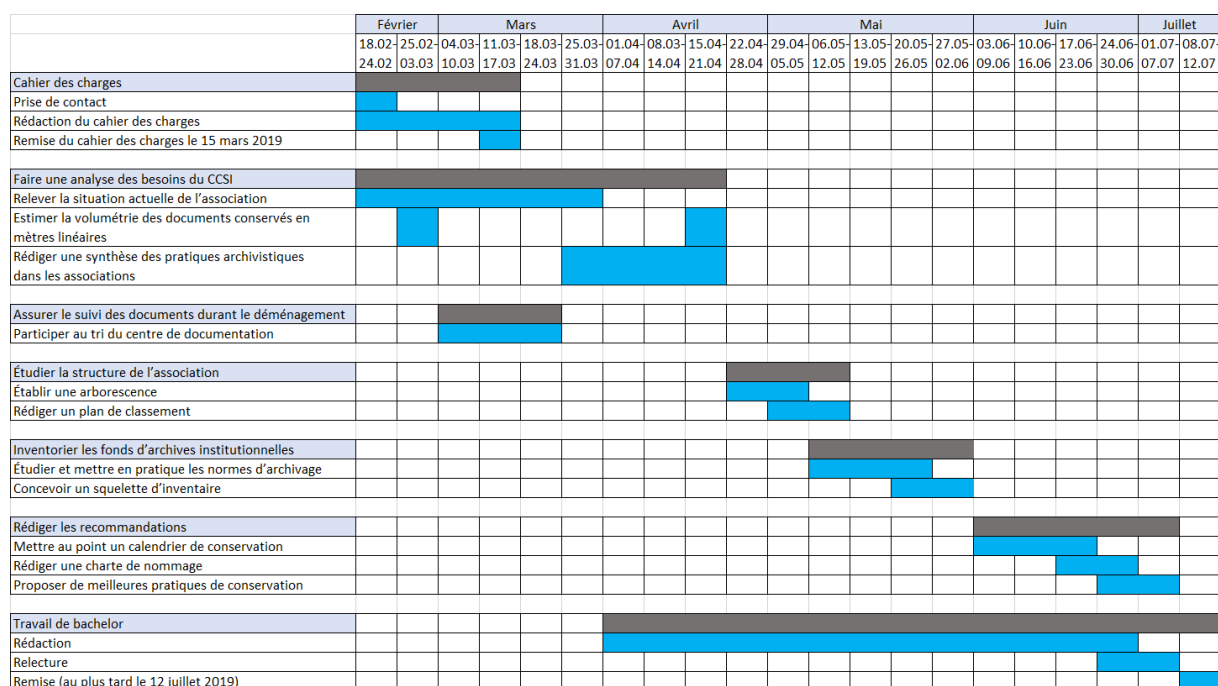 Février Mars Avril Mai Juin Juillet
18.02- 25.02- 04.03- 11.03- 18.03- 25.03- 01.04- 08.03- 15.04- 22.04- 29.04- 06.05- 13.05- 20.05- 27.05- 03.06- 10.06- 17.06- 24.06- 01.07- 08.07-
24.02 03.03 10.03 17.03 24.03 31.03 07.04 14.04 21.04 28.04 05.05 12.05 19.05 26.05 02.06 09.06 16.06 23.06 30.06 07.07 12.07
Cahier des charges
Prise de contact
Rédaction du cahier des charges
Remise du cahier des charges le 15 mars 2019
Faire une analyse des besoins du CCSI
Relever la situation actuelle de l'association
Estimer la volumétrie des documents conservés en
mètres linéaires
Rédiger une synthèse des pratiques archivistiques
dans les associations
Assurer le suivi des documents durant le déménagement
Participer au tri du centre de documentation
Étudier la structure de l'association
Établir une arborescence
Rédiger un plan de classement
Inventorier les fonds d'archives institutionnelles
Étudier et mettre en pratique les normes d'archivage
Concevoir un squelette d'inventaire
Rédiger les recommandations
Mettre au point un calendrier de conservation
Rédiger une charte de nommage
Proposer de meilleures pratiques de conservation
Travail de bachelor
Rédaction
Relecture
Remise (au plus tard le 12 juillet 2019)